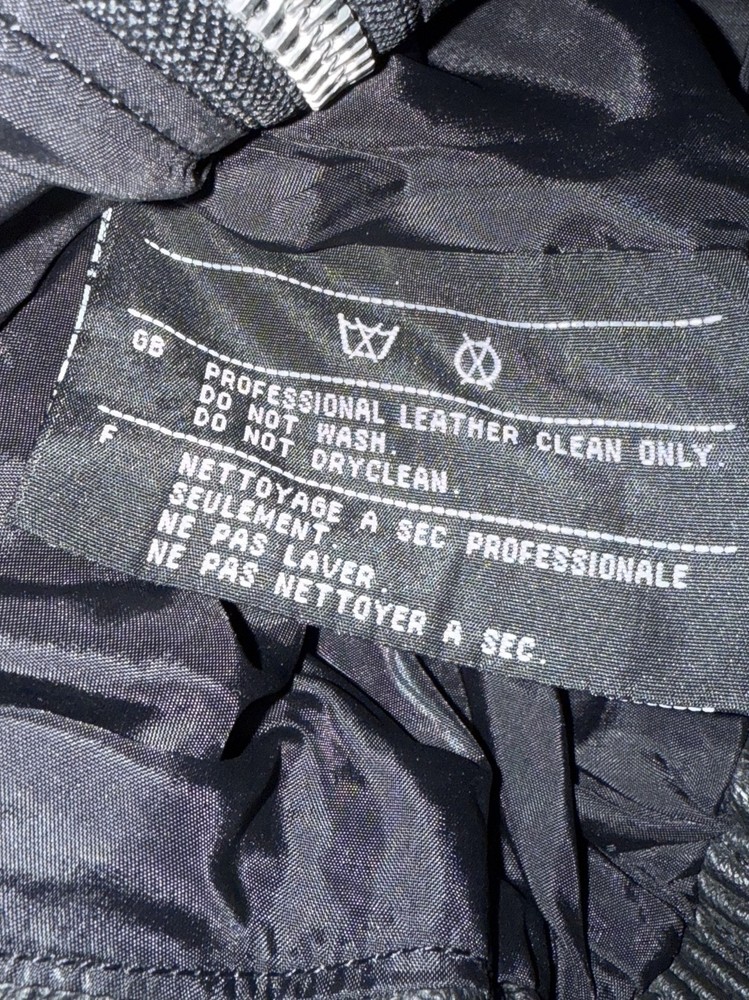 GB
PROFESSIONAL LEATHER CLEAN ONLY.
DO NOT WASH.
DO NOT DRYCLEAN.
F
NETTOYAGE A SEC PROFESSIONALE
SEULEMENT.
NE PAS LAVER.
NE PAS NETTOYER A SEC.